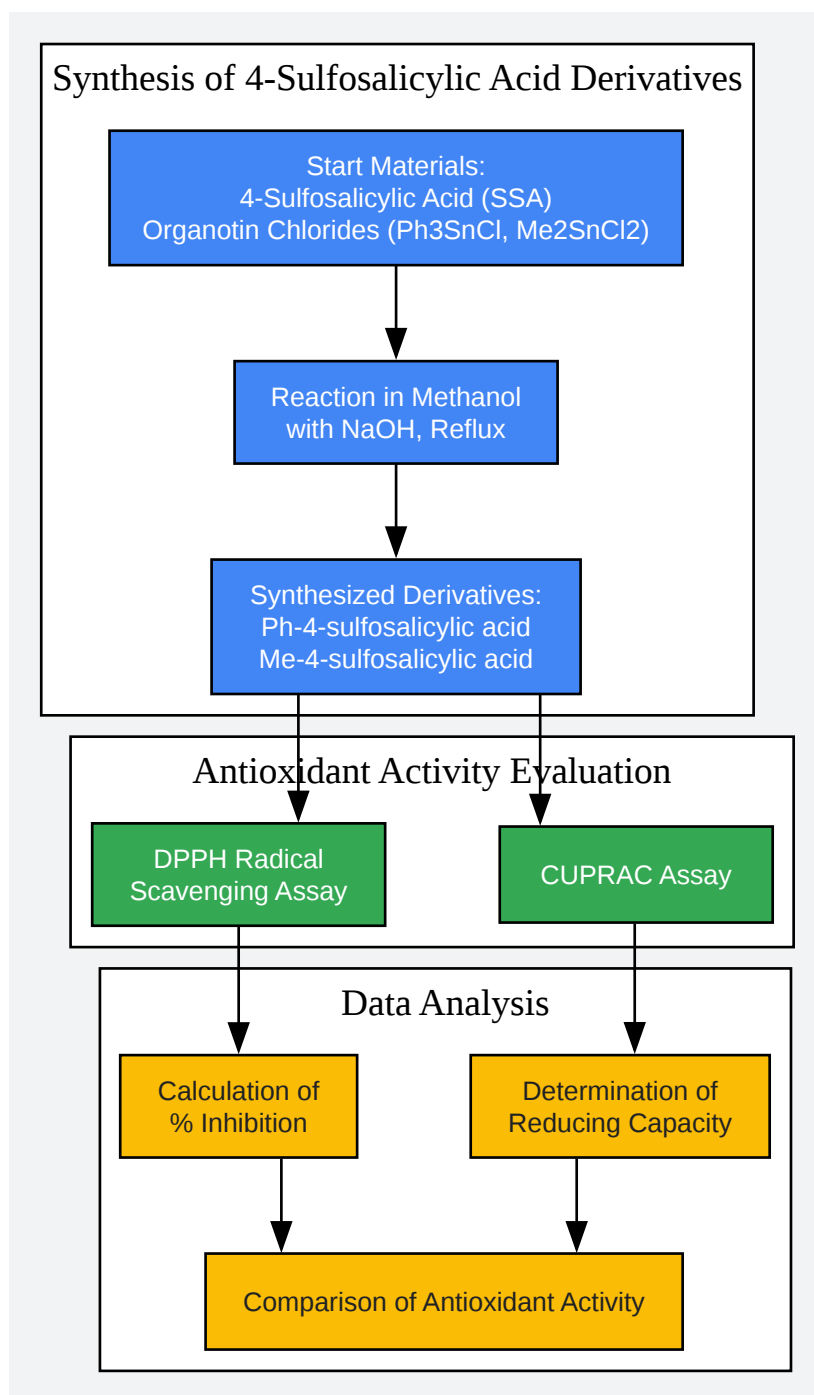 Synthesis of 4-Sulfosalicylic Acid Derivatives
Start Materials:
4-Sulfosalicylic Acid (SSA)
Organotin Chlorides (Ph3SnCl, Me2SnCl2)
Reaction in Methanol
with NaOH, Reflux
Synthesized Derivatives:
Ph-4-sulfosalicylic acid
Me-4-sulfosalicylic acid
Antioxidant Activity Evaluation
DPPH Radical
Scavenging Assay
CUPRAC Assay
Data Analysis
Calculation of
% Inhibition
Determination of
Reducing Capacity
Comparison of Antioxidant Activity